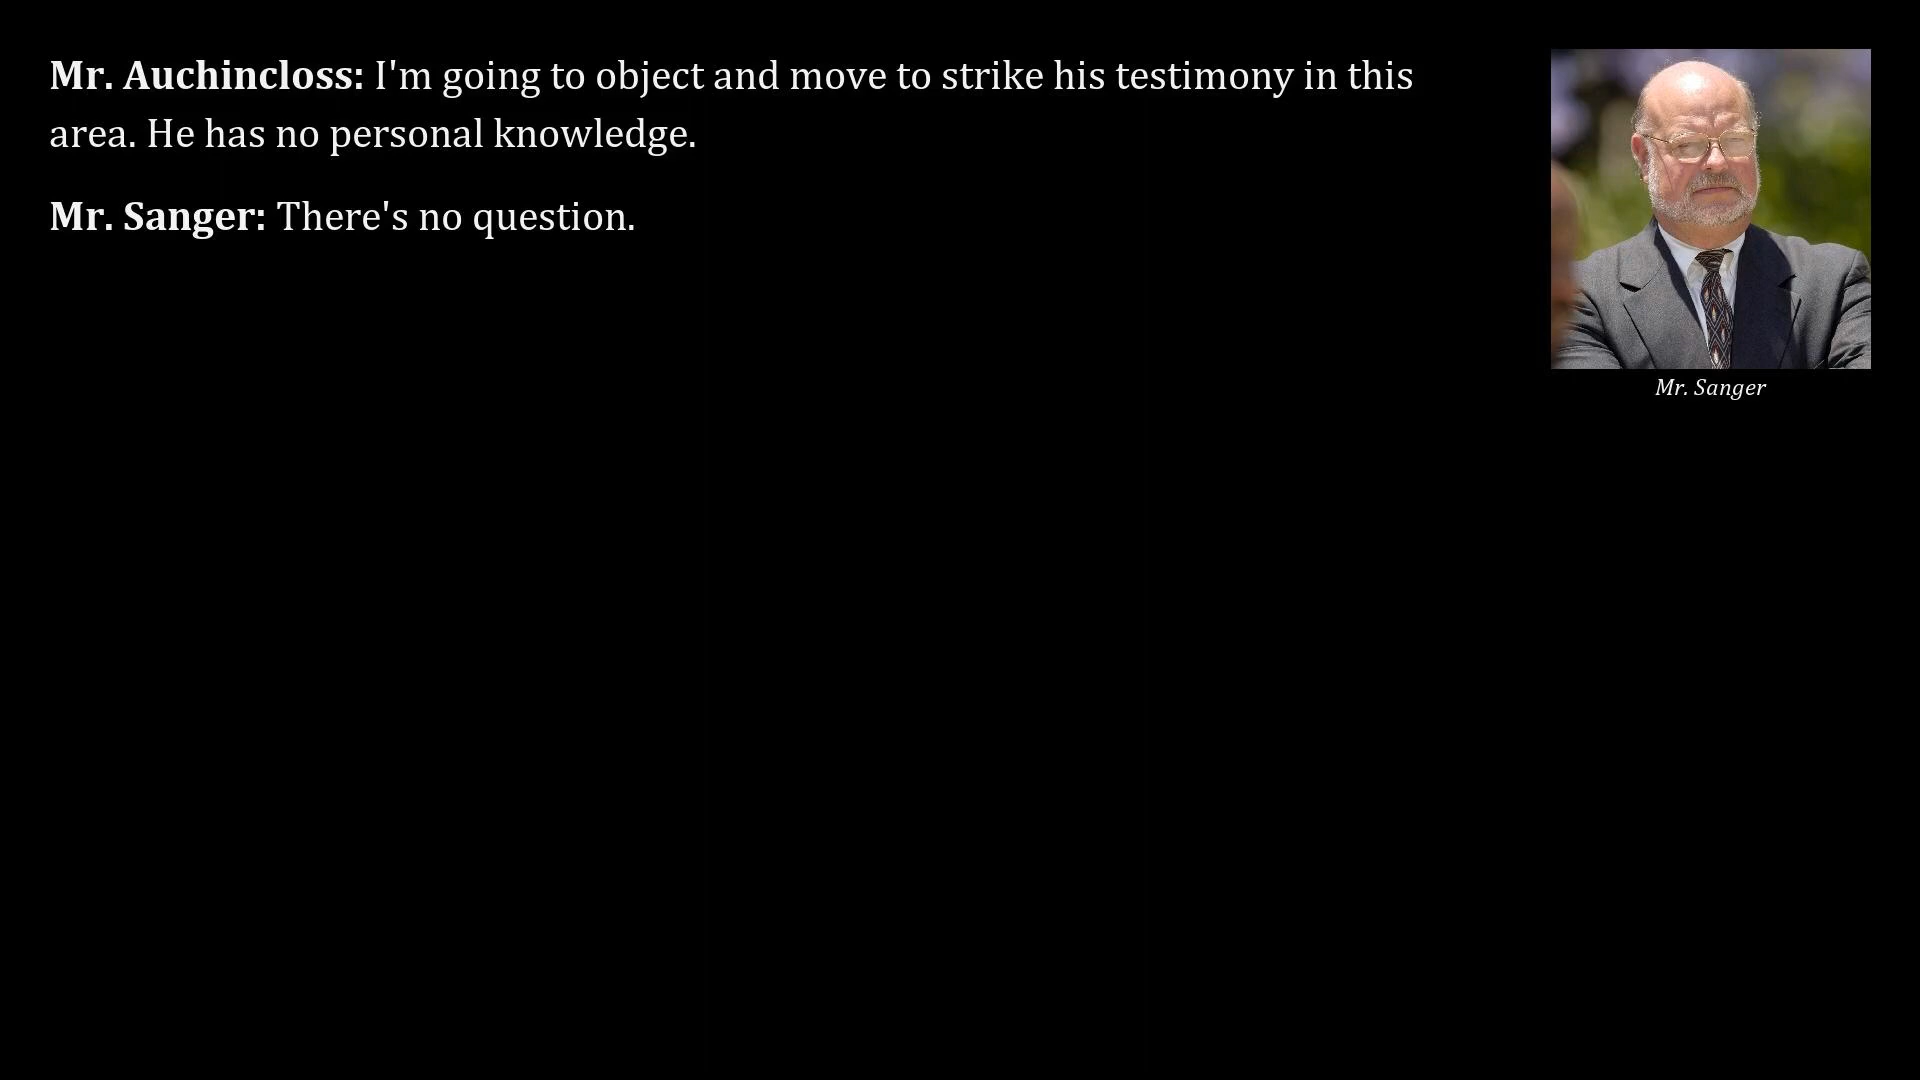 Mr. Auchincloss: I'm going to object and move to strike his testimony in this
area. He has no personal knowledge.
Mr. Sanger: There's no question.
Mr. Sanger